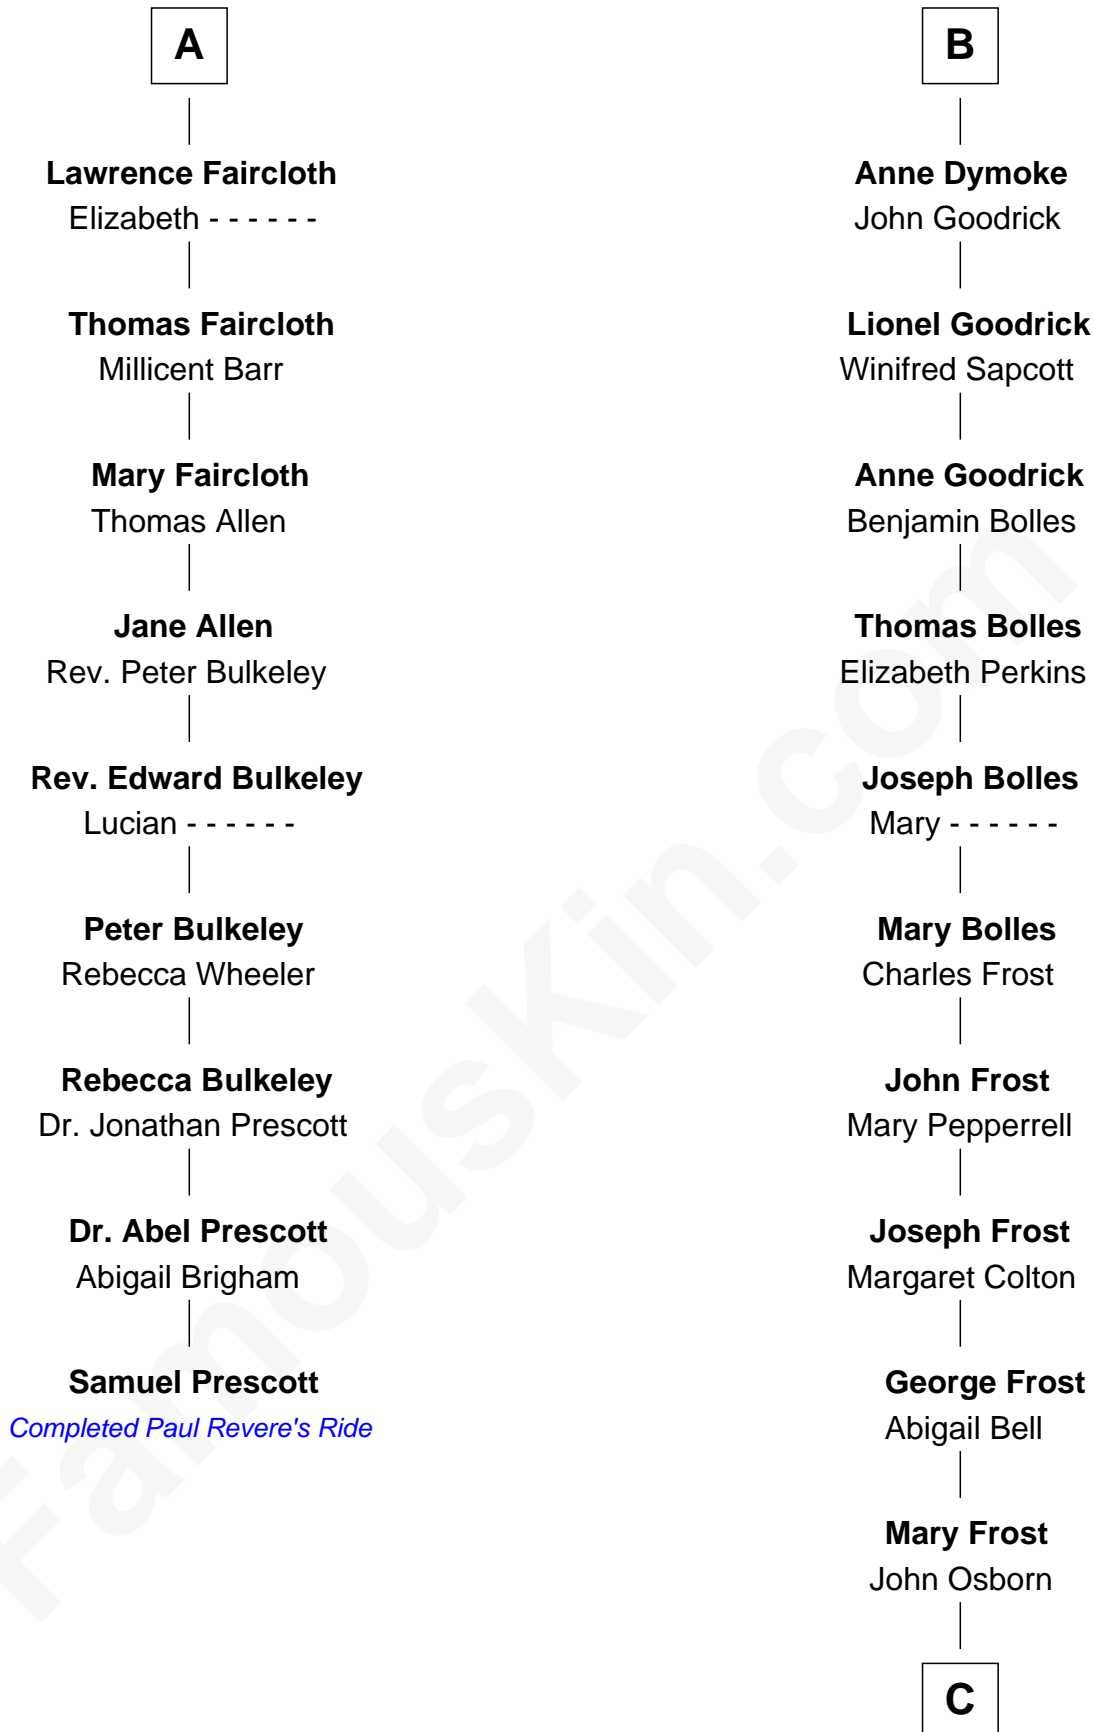 A
Lawrence Faircloth
Elizabeth - - - - - -
Thomas Faircloth
Millicent Barr
Mary Faircloth
Thomas Allen
Jane Allen
Rev. Peter Bulkeley
Rev. Edward Bulkeley
Lucian - - - - - -
Peter Bulkeley
Rebecca Wheeler
Rebecca Bulkeley
Dr. Jonathan Prescott
Dr. Abel Prescott
Abigail Brigham
Samuel Prescott
Completed Paul Revere's Ride
B
Anne Dymoke
John Goodrick
Lionel Goodrick
Winifred Sapcott
Anne Goodrick
Benjamin Bolles
Thomas Bolles
Elizabeth Perkins
Joseph Bolles
Mary - - - - - -
Mary Bolles
Charles Frost
John Frost
Mary Pepperrell
Joseph Frost
Margaret Colton
George Frost
Abigail Bell
Mary Frost
John Osborn
C
FamousKin.com